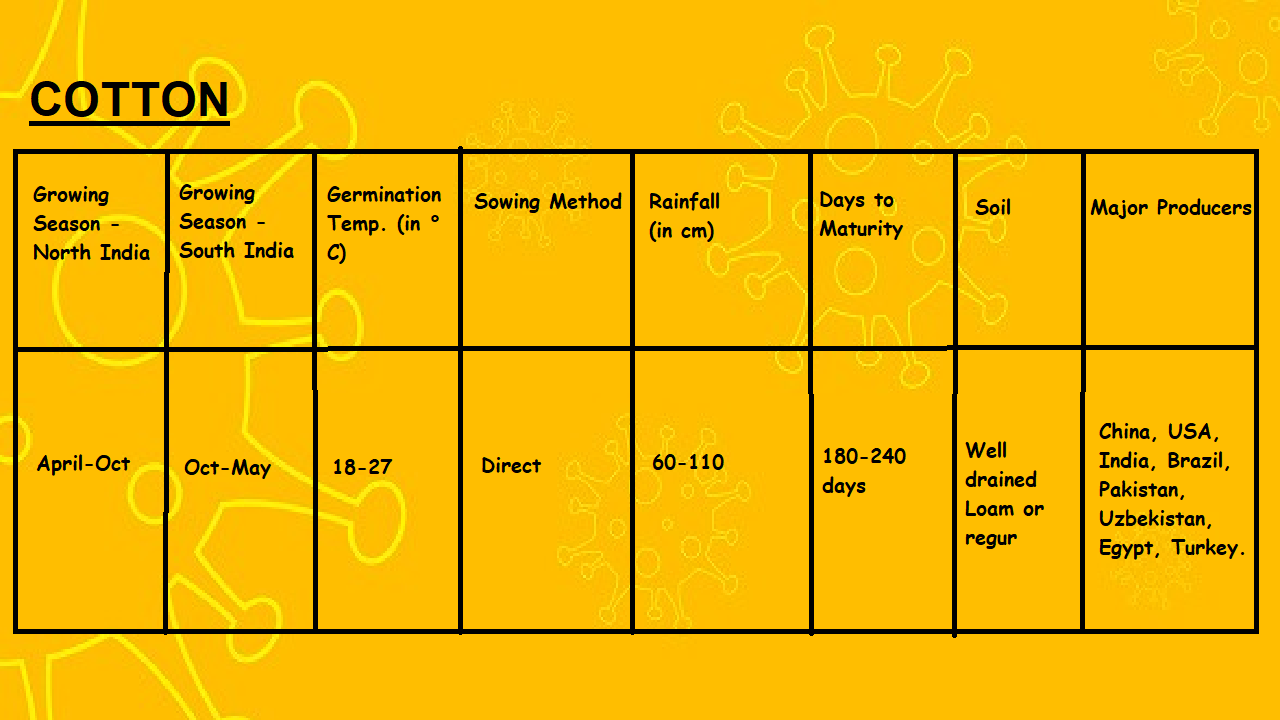 COTTON
Growing
Season -
North India
Growing
Season -
South India
Germination
Temp. (in °
C)
Sowing Method
Rainfall
(in cm)
Days to
Maturity
Soil
Major Producers
April-Oct
Oct-May
18-27
Direct
60-110
180-240
days
Well
drained
Loam or
regur
China, USA,
India, Brazil,
Pakistan,
Uzbekistan,
Egypt, Turkey.